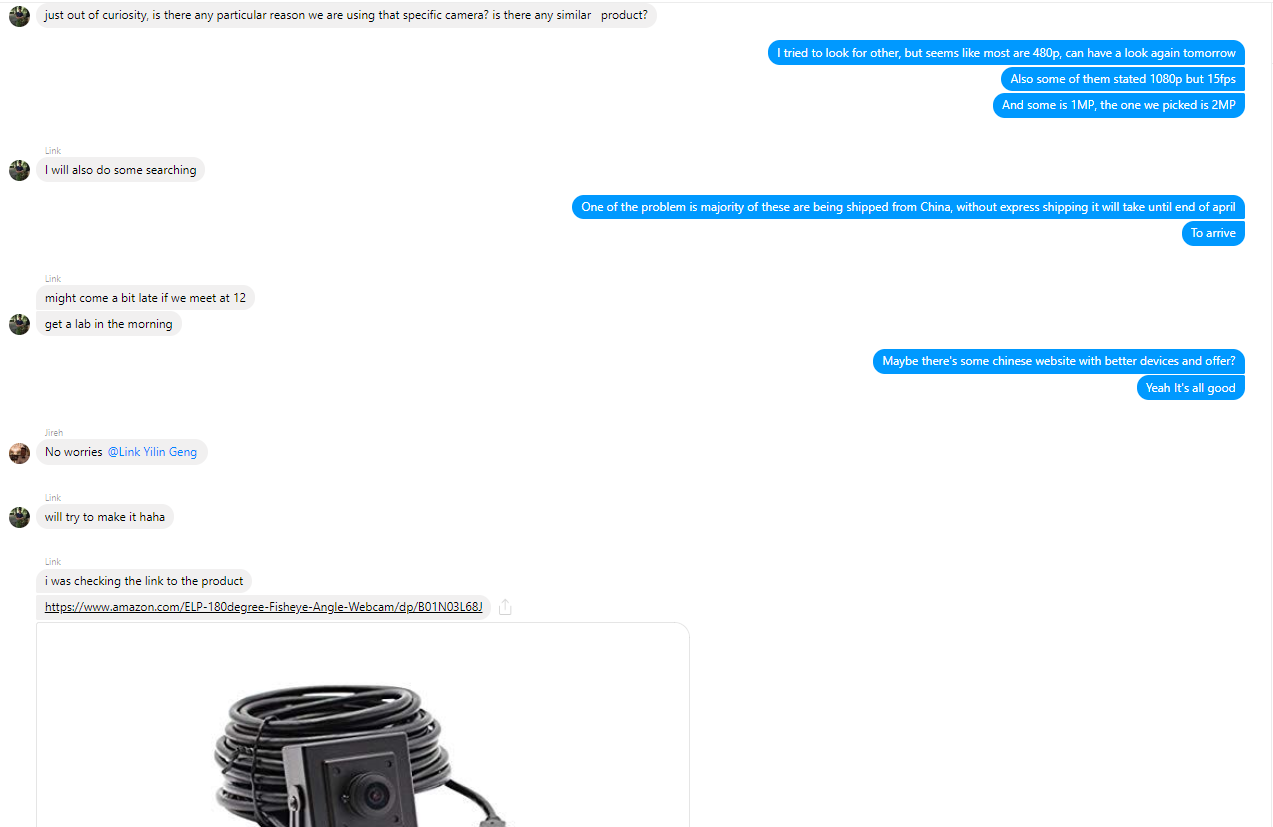 just out of curiosity, is there any particular reason we are using that specific camera? is there any similar product?
I tried to look for other, but seems like most are 480p, can have a look again tomorrow
Also some of them stated 1080p but 15fps
And some is 1MP, the one we picked is 2MP
Link
I will also do some searching
One of the problem is majority of these are being shipped from China, without express shipping it will take until end of april
To arrive
Link
might come a bit late if we meet at 12
get a lab in the morning
Maybe there's some chinese website with better devices and offer?
Yeah It's all good
Jireh
No worries @Link Yilin Geng
Link
will try to make it haha
Link
i was checking the link to the product
https://www.amazon.com/ELP-180degree-Fisheye-Angle-Webcam/dp/B01N03L68J